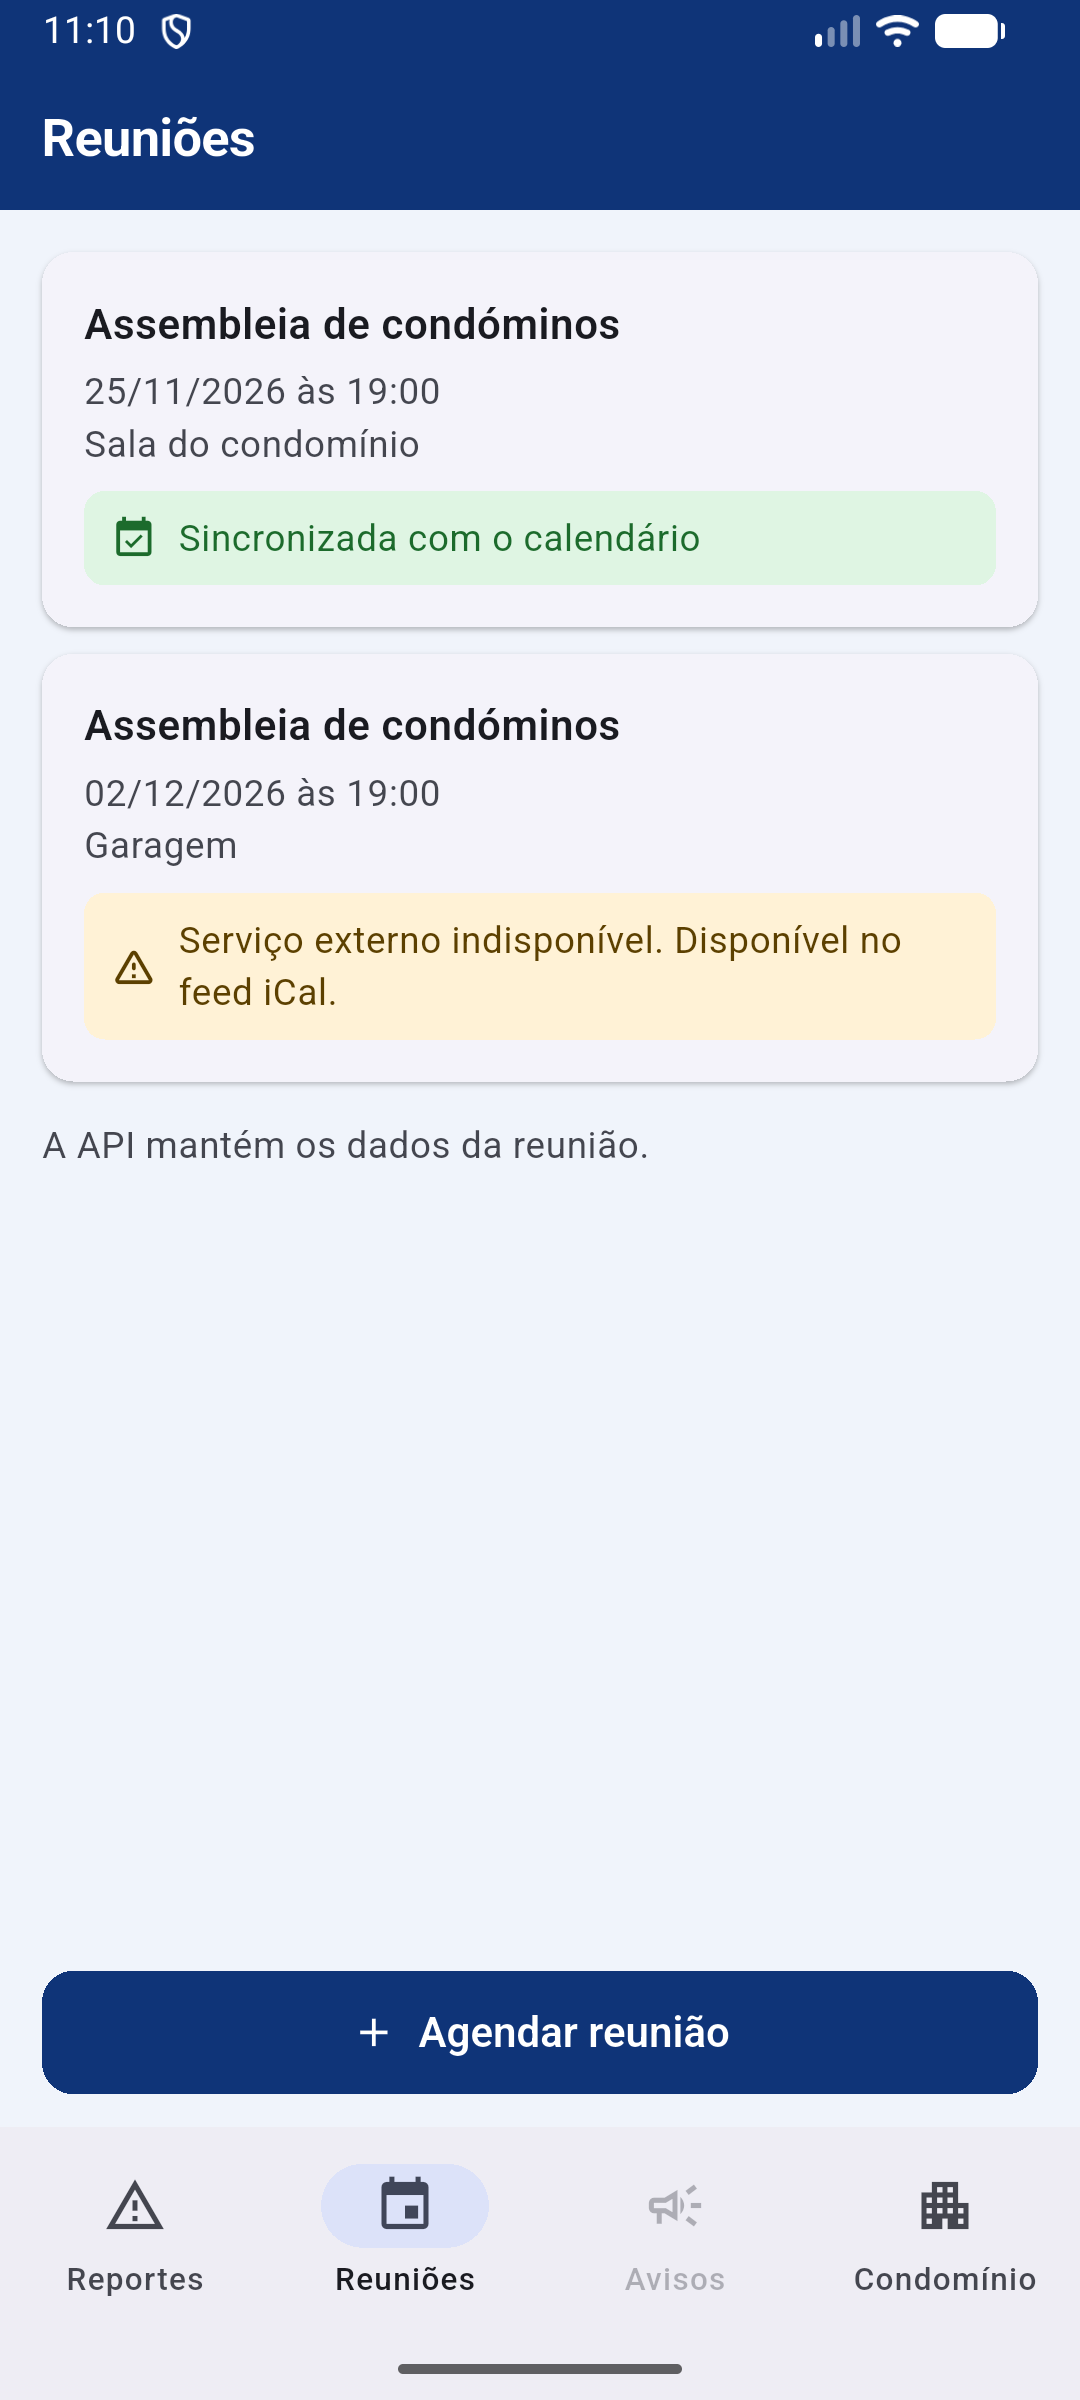 11:10
Reuniões
Assembleia de condóminos
25/11/2026 às 19:00
Sala do condomínio
Sincronizada com o calendário
Assembleia de condóminos
02/12/2026 às 19:00
Garagem
Serviço externo indisponível. Disponível no
feed iCal.
A API mantém os dados da reunião.
+ Agendar reunião
Reportes
Reuniões
Avisos
Condomínio